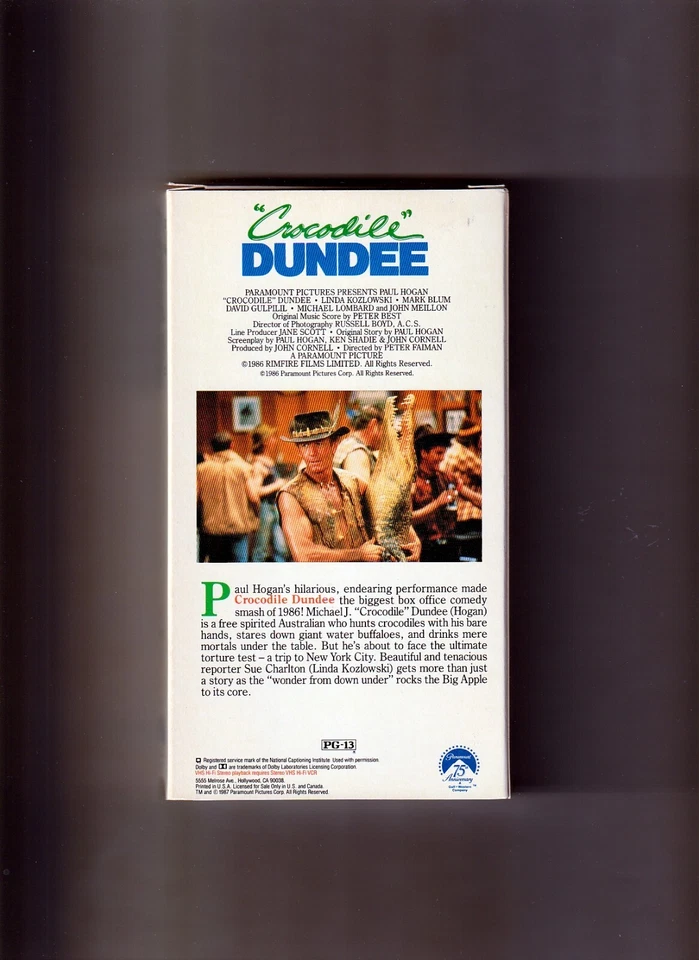 "Crocodile"
DUNDEE
PARAMOUNT PICTURES PRESENTS PAUL HOGAN
"CROCODILE" DUNDEE • LINDA KOZLOWSKI • MARK BLUM
DAVID GULPILIL • MICHAEL LOMBARD and JOHN MEILLON
Original Music Score by PETER BEST
Director of Photography RUSSELL BOYD, A.C.S.
Line Producer JANE SCOTT • Original Story by PAUL HOGAN
Screenplay by PAUL HOGAN, KEN SHADIE & JOHN CORNELL
Produced by JOHN CORNELL • Directed by PETER FAIMAN
A PARAMOUNT PICTURE
©1986 RIMFIRE FILMS LIMITED. All Rights Reserved.
©1986 Paramount Pictures Corp. All Rights Reserved.
Paul Hogan's hilarious, endearing performance made
Crocodile Dundee the biggest box office comedy
smash of 1986! Michael J. "Crocodile" Dundee (Hogan)
is a free spirited Australian who hunts crocodiles with his bare
hands, stares down giant water buffaloes, and drinks mere
mortals under the table. But he's about to face the ultimate
torture test – a trip to New York City. Beautiful and tenacious
reporter Sue Charlton (Linda Kozlowski) gets more than just
a story as the "wonder from down under" rocks the Big Apple
to its core.
PG-13
Registered service mark of the National Captioning Institute Used with permission.
Dolby and are trademarks of Dolby Laboratories Licensing Corporation.
VHS Hi-Fi Stereo playback requires Stereo VHS Hi-Fi VCR
5555 Melrose Ave., Hollywood, CA 90038.
Printed in U.S.A. Licensed for Sale Only in U.S. and Canada.
TM and © 1987 Paramount Pictures Corp. All Rights Reserved.
Paramount
75th
Anniversary
A
Gulf+Western
Company
TM